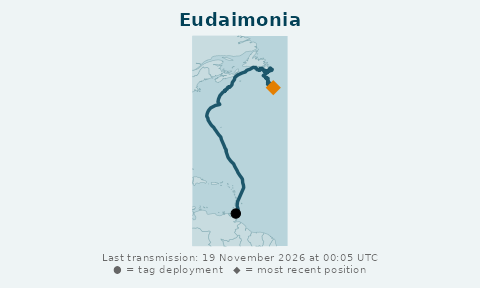 Eudaimonia
Last transmission: 19 November 2026 at 00:05 UTC
● = tag deployment ◆ = most recent position